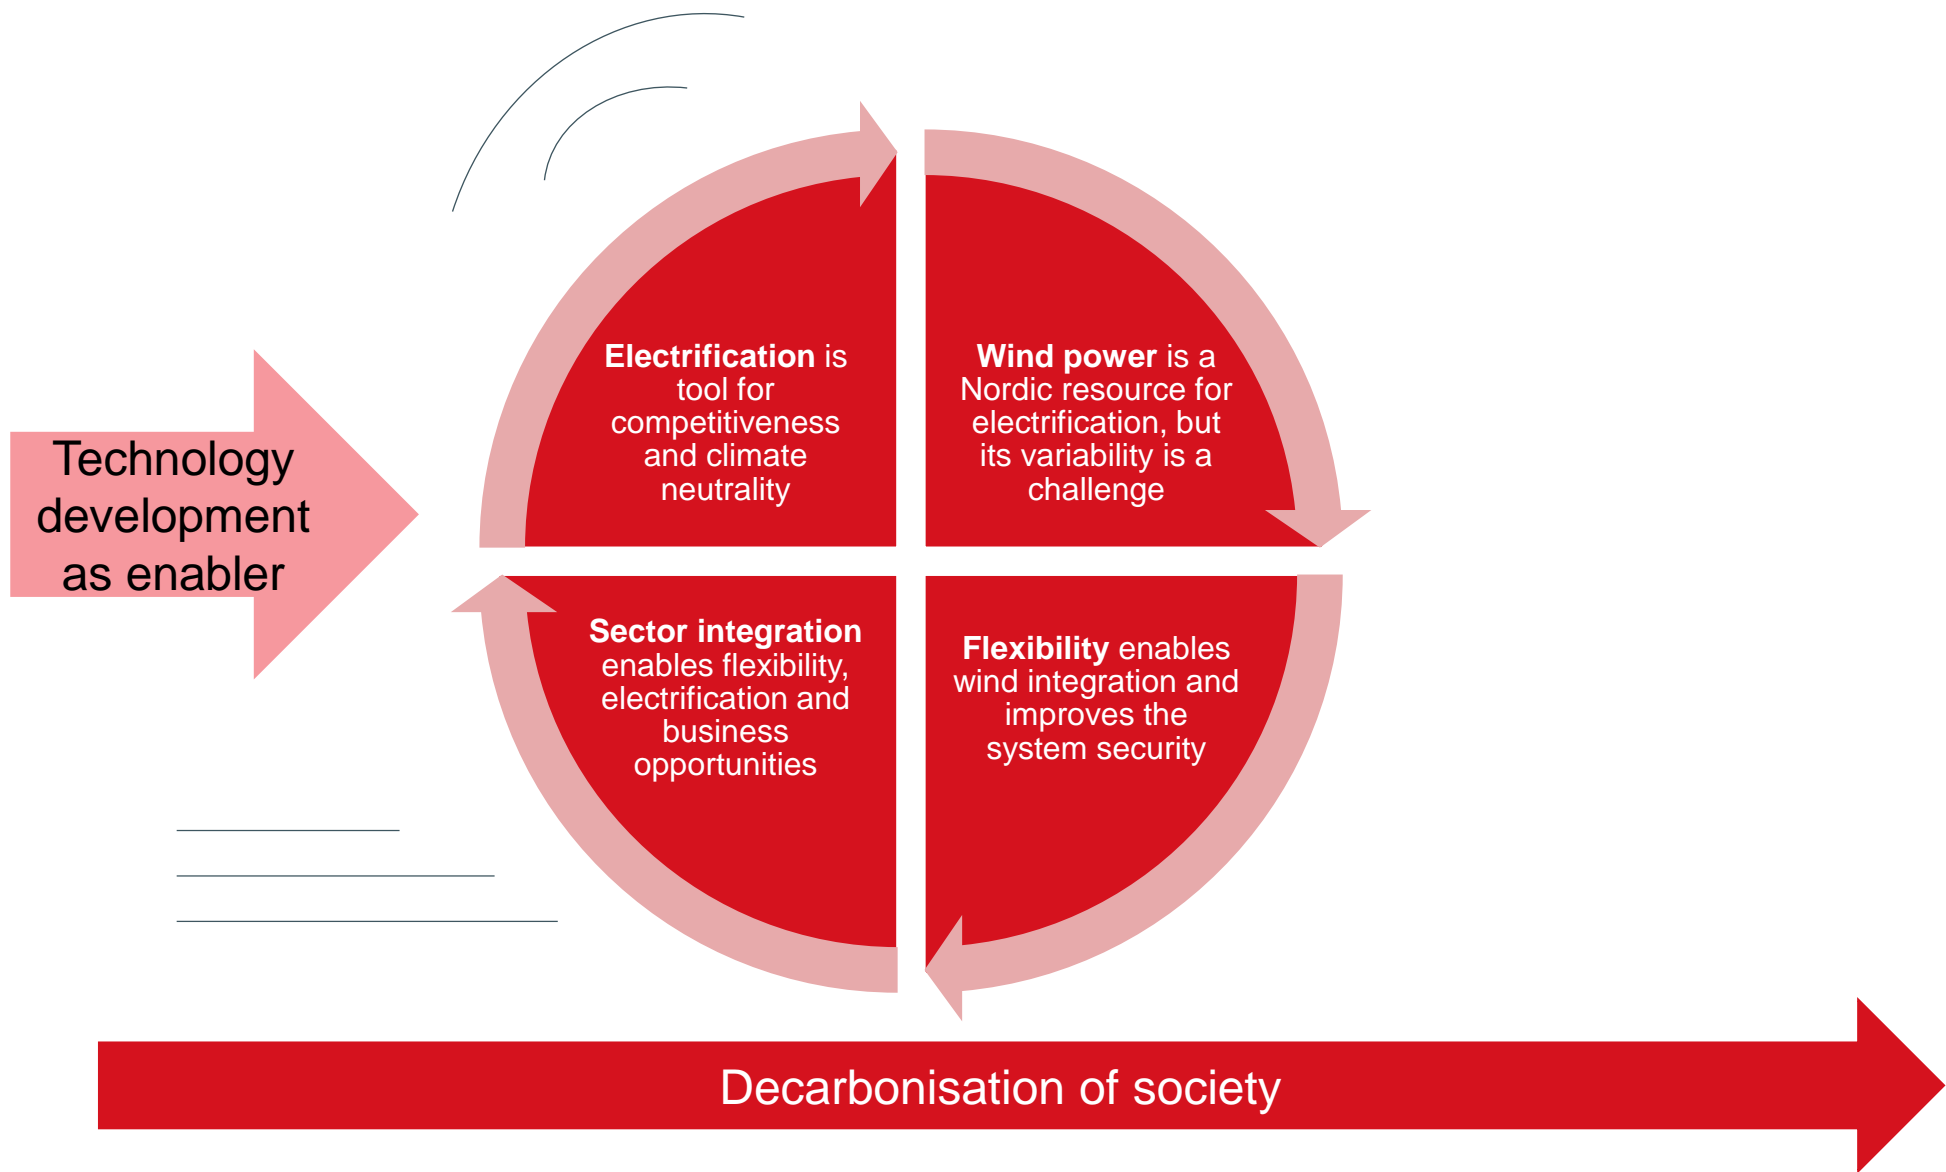 Technology
development
as enabler
Electrification is
tool for
competitiveness
and climate
neutrality
Wind power is a
Nordic resource for
electrification, but
its variability is a
challenge
Sector integration
enables flexibility,
electrification and
business
opportunities
Flexibility enables
wind integration and
improves the
system security
Decarbonisation of society